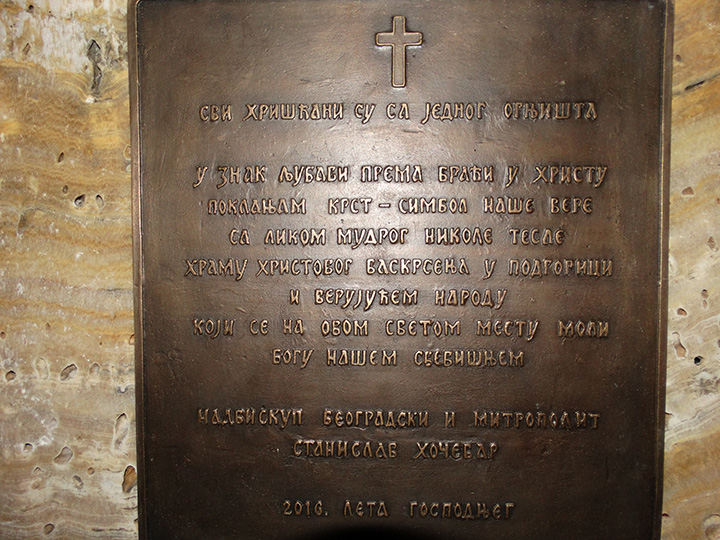 СВИ ХРИШЋАНИ СУ СА ЈЕДНОГ ОГЊИШТА
У ЗНАК ЉУБАВИ ПРЕМА БРАЋИ У ХРИСТУ
ПОКЛАЊАМ КРСТ – СИМБОЛ НАШЕ ВЕРЕ
СА ЛИКОМ МУДРОГ НИКОЛЕ ТЕСЛЕ
ХРАМУ ХРИСТОВОГ ВАСКРСЕЊА У ПОДГОРИЦИ
И ВЕРУЈУЋЕМ НАРОДУ
КОЈИ СЕ НА ОВОМ СВЕТОМ МЕСТУ МОЛИ
БОГУ НАШЕМ СВЕВИШЊЕМ
НАДБИСКУП БЕОГРАДСКИ И МИТРОПОЛИТ
СТАНИСЛАВ ХОЧЕВАР
2016. ЛЕТА ГОСПОДЊЕГ